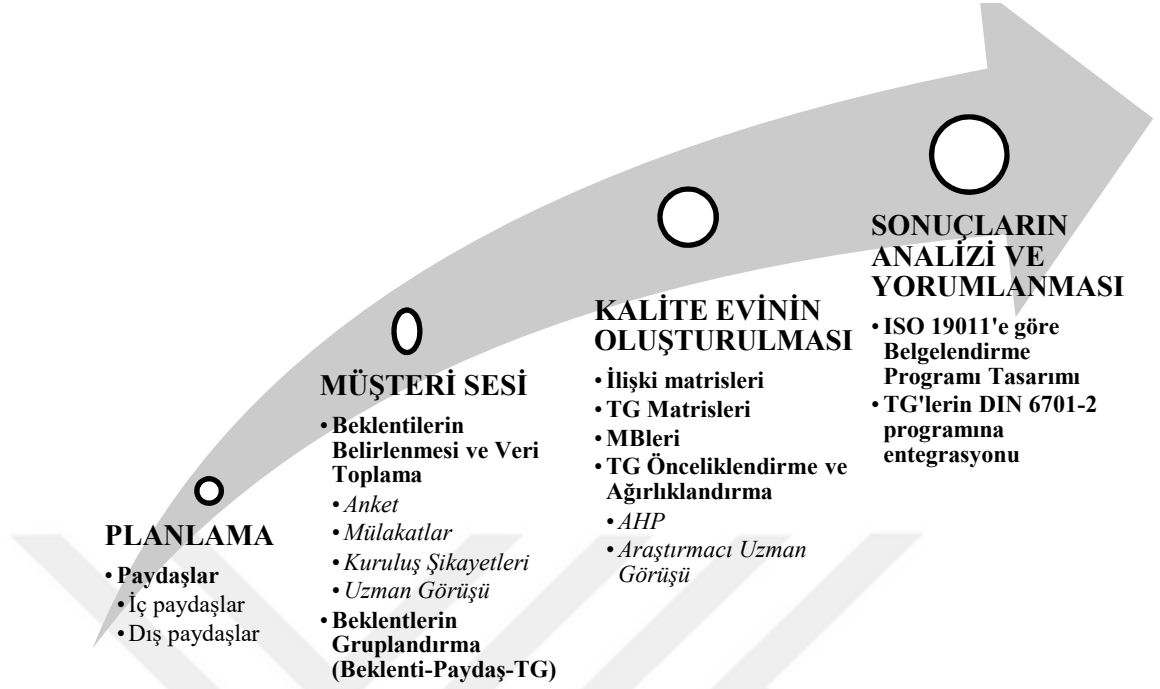 PLANLAMA
• Paydaşlar
• İç paydaşlar
• Dış paydaşlar
MÜŞTERİ SESİ
• Beklentilerin
Belirlenmesi ve Veri
Toplama
• Anket
• Mülakatlar
• Kuruluş Şikayetleri
• Uzman Görüşü
• Beklentlerin
Gruplandırma
(Beklenti-Paydaş-TG)
KALİTE EVİNİN
OLUŞTURULMASI
• İlişki matrisleri
• TG Matrisleri
• MBleri
• TG Önceliklendirme ve
Ağırlıklandırma
• AHP
• Araştırmacı Uzman
Görüşü
SONUÇLARIN
ANALİZİ VE
YORUMLANMASI
• ISO 19011'e göre
Belgelendirme
Programı Tasarımı
• TG'lerin DIN 6701-2
programına
entegrasyonu